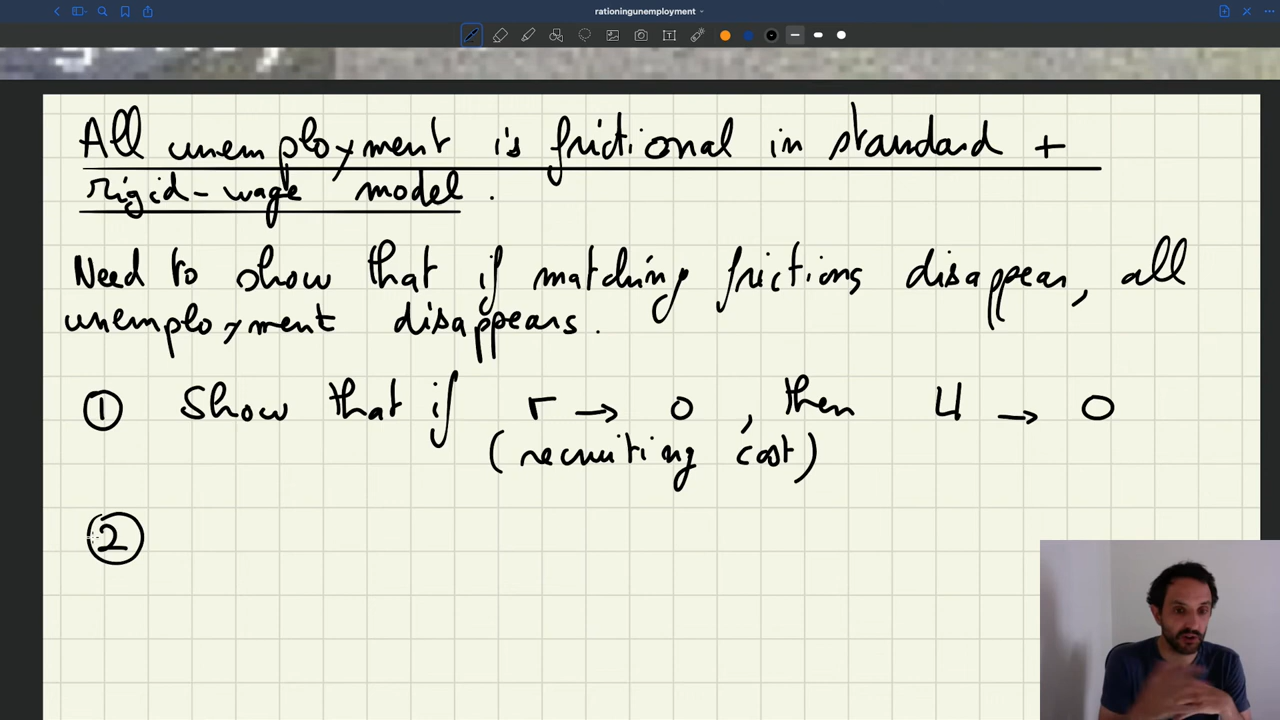 rationingunemployment
All unemployment is frictional in standard +
rigid-wage model.
Need to show that if matching frictions disappear, all
unemployment disappears.
① Show that if r → 0, then u → 0
(recruiting cost)
②